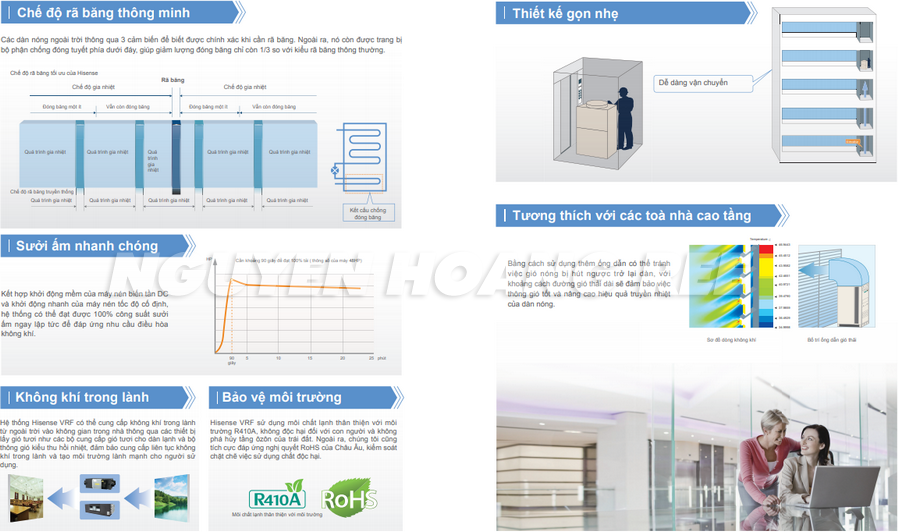 Chế độ rã băng thông minh
Các dàn nóng ngoài trời thông qua 3 cảm biến để biết được chính xác khi cần rã băng. Ngoài ra, nó còn được trang bị
bộ phận chống đóng tuyết phía dưới đây, giúp giảm lượng đóng băng chỉ còn 1/3 so với kiểu rã băng thông thường.
Chế độ rã băng tối ưu của Hisense
Rã băng
Chế độ gia nhiệt
Chế độ gia nhiệt
Đóng băng một ít
Vẫn còn đóng băng
Đóng băng một ít
Vẫn còn đóng băng
Quá trình gia nhiệt
Quá trình gia nhiệt
Quá
trình
gia
nhiệt
Quá trình gia nhiệt
Quá trình gia nhiệt
Quá trình gia nhiệt
Chế độ rã băng truyền thống
Quá trình gia nhiệt
Quá trình gia nhiệt
Quá trình gia nhiệt
Quá trình gia nhiệt
Quá trình gia nhiệt
Kết cấu chống
đóng băng
Sưởi ấm nhanh chóng
Kết hợp khởi động mềm của máy nén biến tần DC
và khởi động nhanh của máy nén tốc độ cố định,
hệ thống có thể đạt được 100% công suất sưởi
ấm ngay lập tức để đáp ứng nhu cầu điều hòa
không khí.
Cần khoảng 90 giây để đạt 100% tải ( thông số của máy 48HP)
90
giây
5
10
15
20
25
phút
Không khí trong lành
Hệ thống Hisense VRF có thể cung cấp không khí trong lành
từ ngoài trời vào không gian trong nhà thông qua các thiết bị
lấy gió tươi như các bộ cung cấp gió tươi cho dàn lạnh và bộ
thông gió kiểu thu hồi nhiệt, đảm bảo cung cấp liên tục không
khí trong lành và tạo môi trường lành mạnh cho người sử
dụng.
Bảo vệ môi trường
Hisense VRF sử dụng môi chất lạnh thân thiện với môi
trường R410A, không độc hại đối với con người và không
phá hủy tầng ôzôn của trái đất. Ngoài ra, chúng tôi cũng
tích cực đáp ứng nghị quyết RoHS của Châu Âu, kiểm soát
chặt chẽ việc sử dụng chất độc hại.
R410A
RoHS
Môi chất lạnh thân thiện với môi trường
Thiết kế gọn nhẹ
Dễ dàng vận chuyển
Tương thích với các toà nhà cao tầng
Bằng cách sử dụng thêm ống dẫn có thể tránh
việc gió nóng bị hút ngược trở lại dàn, với
khoảng cách đường gió thải dài sẽ đảm bảo việc
thông gió tốt và nâng cao hiệu quả truyền nhiệt
của dàn nóng.
Temperature
Sơ đồ dòng không khí
Bố trí ống dẫn gió thải